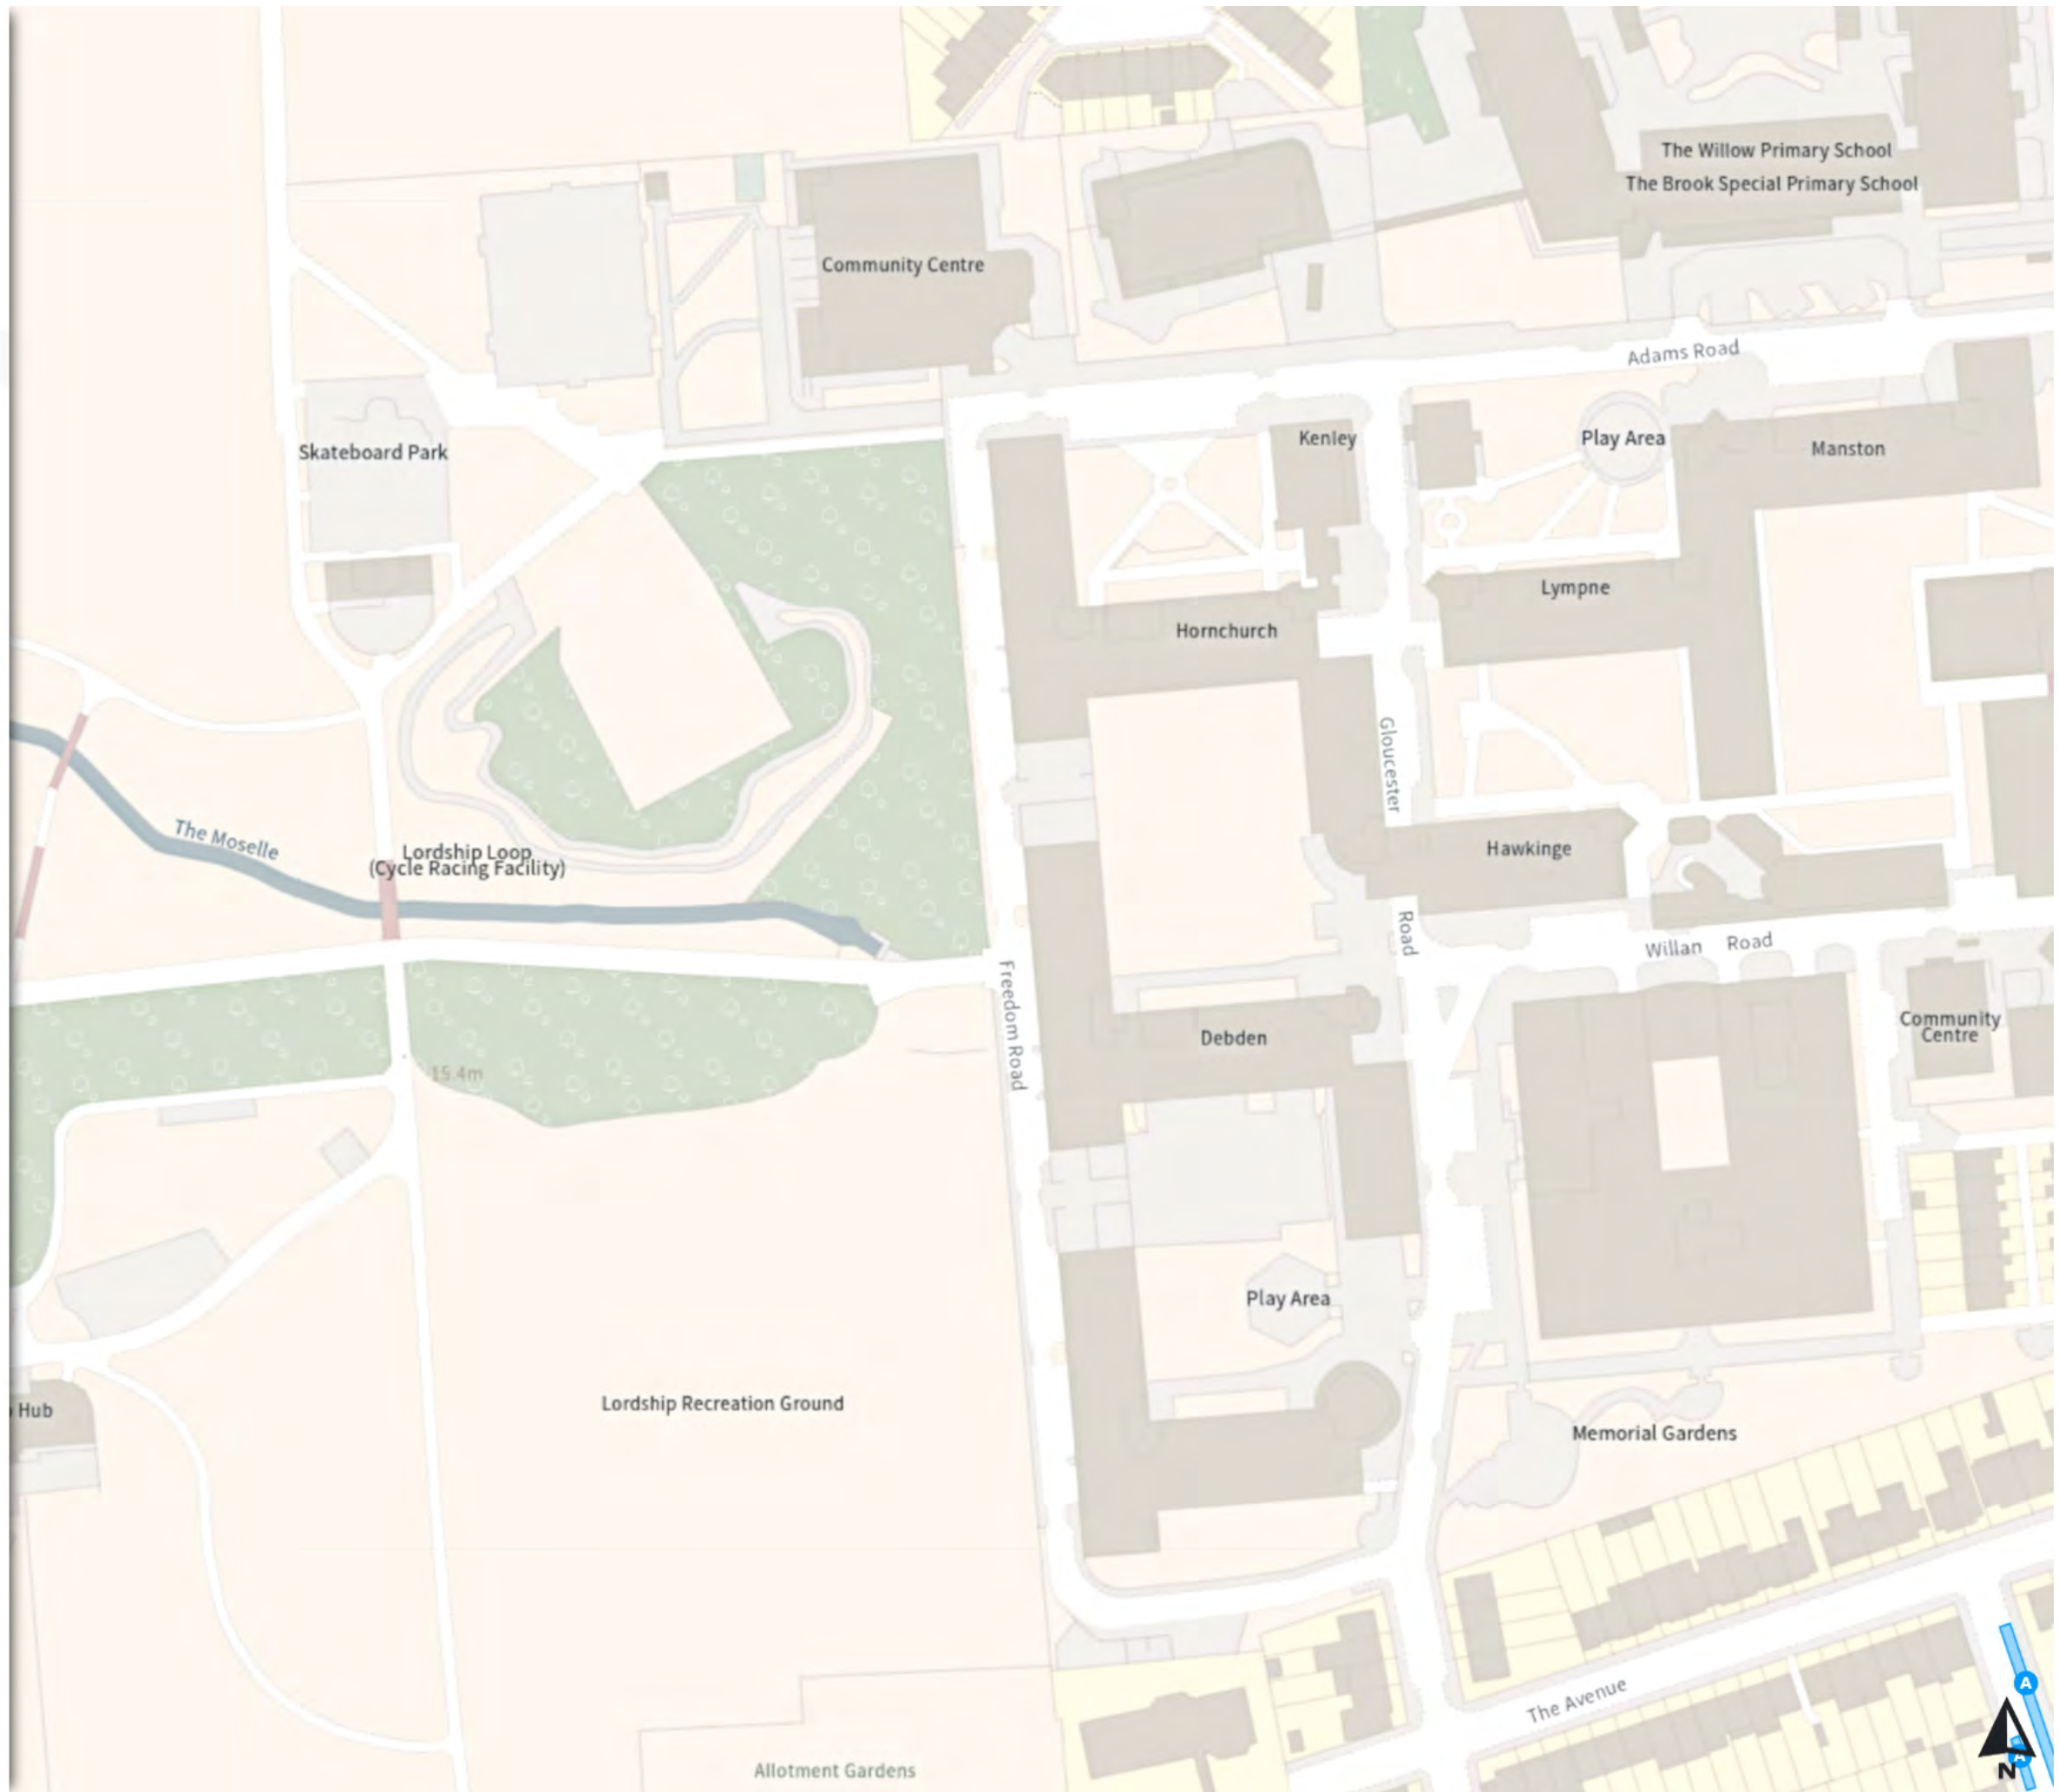 The Willow Primary School
The Brook Special Primary School
Community Centre
Adams Road
Skateboard Park
Kenley
Play Area
Manston
Lympne
Hornchurch
Gloucester
The Moselle
Lordship Loop
(Cycle Racing Facility)
Hawkinge
Road
Willan Road
Freedom Road
Community
Centre
Debden
15.4m
Play Area
Hub
Lordship Recreation Ground
Memorial Gardens
The Avenue
Allotment Gardens
A
A
N